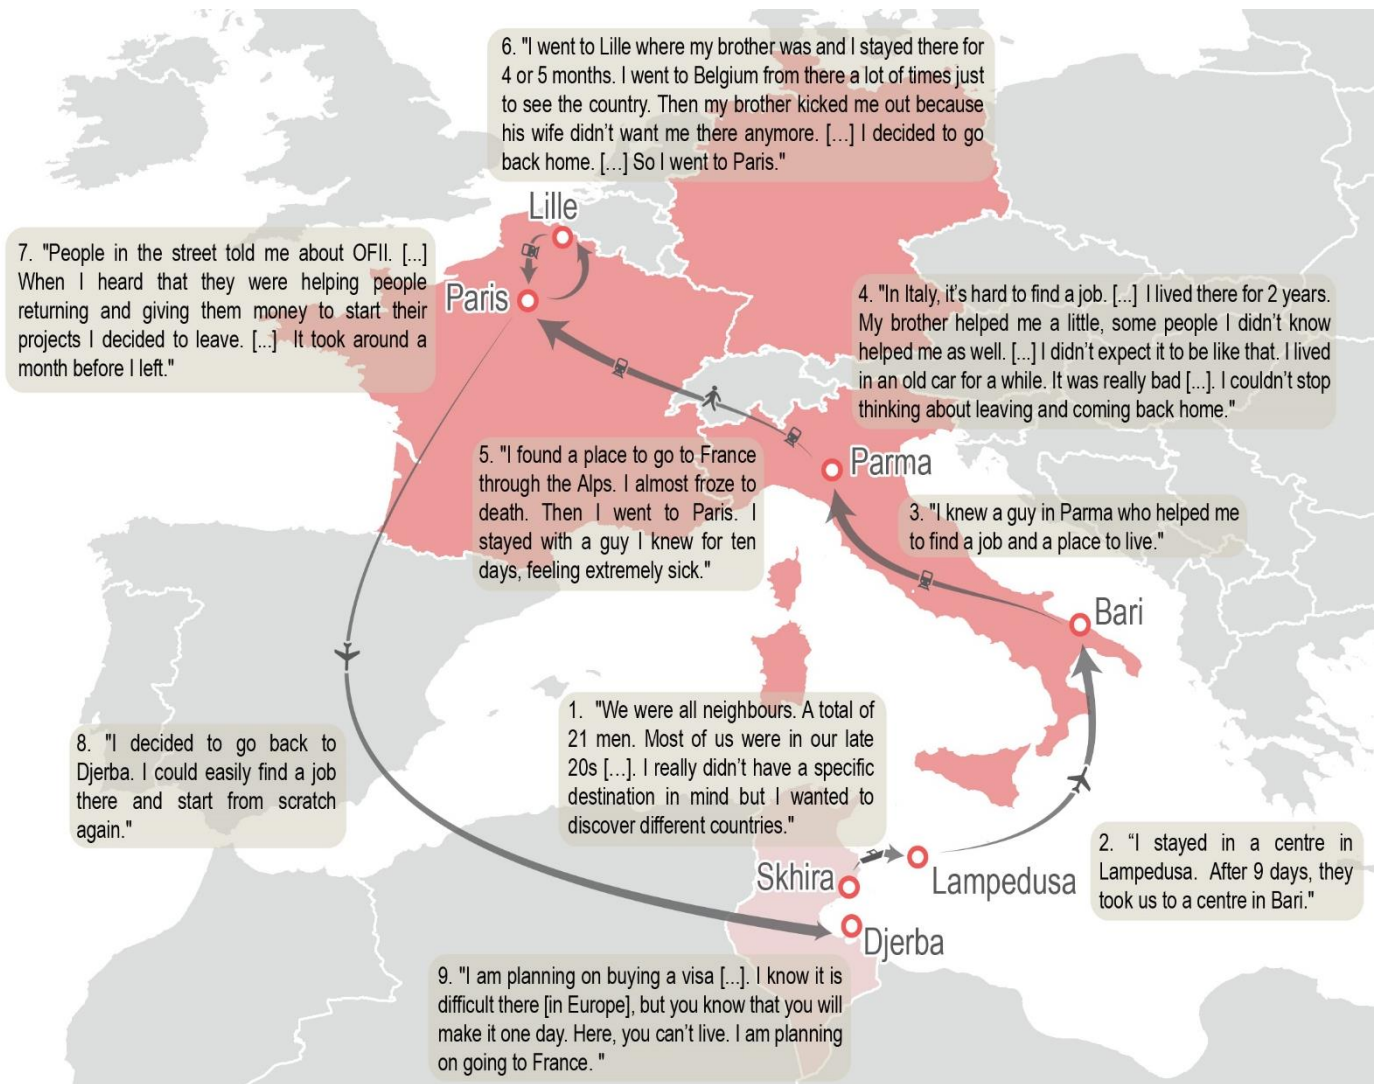 6. "I went to Lille where my brother was and I stayed there for
4 or 5 months. I went to Belgium from there a lot of times just
to see the country. Then my brother kicked me out because
his wife didn’t want me there anymore. […] I decided to go
back home. […] So I went to Paris."
Lille
7. "People in the street told me about OFII. [...]
When I heard that they were helping people
returning and giving them money to start their
projects I decided to leave. [...] It took around a
month before I left."
Paris
4. "In Italy, it’s hard to find a job. [...] I lived there for 2 years.
My brother helped me a little, some people I didn’t know
helped me as well. [...] I didn’t expect it to be like that. I lived
in an old car for a while. It was really bad [...]. I couldn’t stop
thinking about leaving and coming back home."
5. "I found a place to go to France
through the Alps. I almost froze to
death. Then I went to Paris. I
stayed with a guy I knew for ten
days, feeling extremely sick."
Parma
3. "I knew a guy in Parma who helped me
to find a job and a place to live."
Bari
1. "We were all neighbours. A total of
21 men. Most of us were in our late
20s […]. I really didn’t have a specific
destination in mind but I wanted to
discover different countries."
8. "I decided to go back to
Djerba. I could easily find a job
there and start from scratch
again."
2. “I stayed in a centre in
Lampedusa. After 9 days, they
took us to a centre in Bari."
Skhira
Lampedusa
Djerba
9. "I am planning on buying a visa [...]. I know it is
difficult there [in Europe], but you know that you will
make it one day. Here, you can’t live. I am planning
on going to France. "